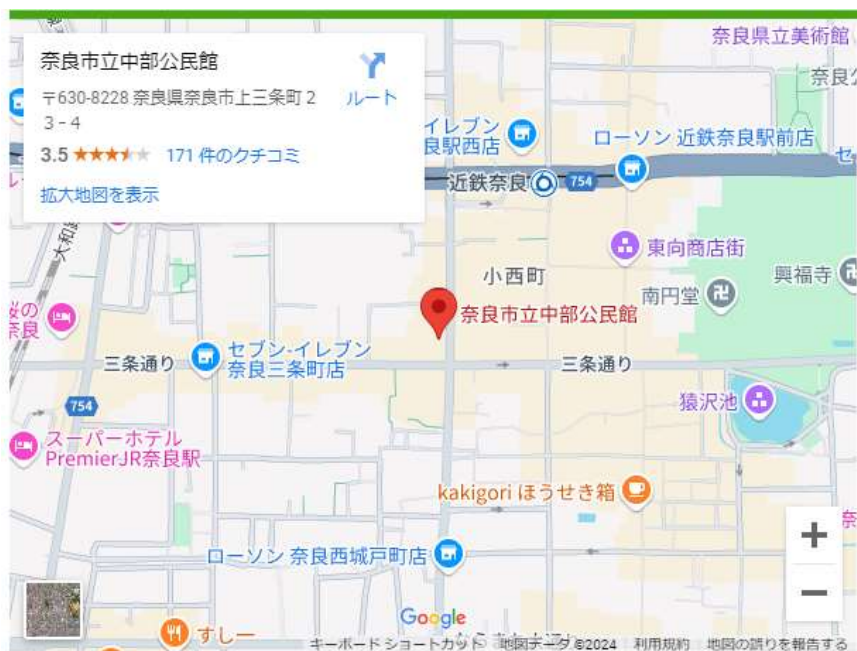 奈良市立中部公民館
〒630-8228 奈良県奈良市上三条町2
3-4
ルート
3.5
171 件のクチコミ
拡大地図を表示
奈良県立美術館
イレブン
良駅西店
ローソン 近鉄奈良駅前店
セ
近鉄奈良
754
大和路
小西町
東向商店街
興福寺
南円堂
奈良市立中部公民館
桜の
奈良
セブン-イレブン
奈良三条町店
三条通り
三条通り
754
猿沢池
スーパーホテル
PremierJR奈良駅
kakigori ほうせき箱
奈
ローソン 奈良西城戸町店
+
−
すし一
Google
キーボード ショートカット
地図データ ©2024
利用規約
地図の誤りを報告する